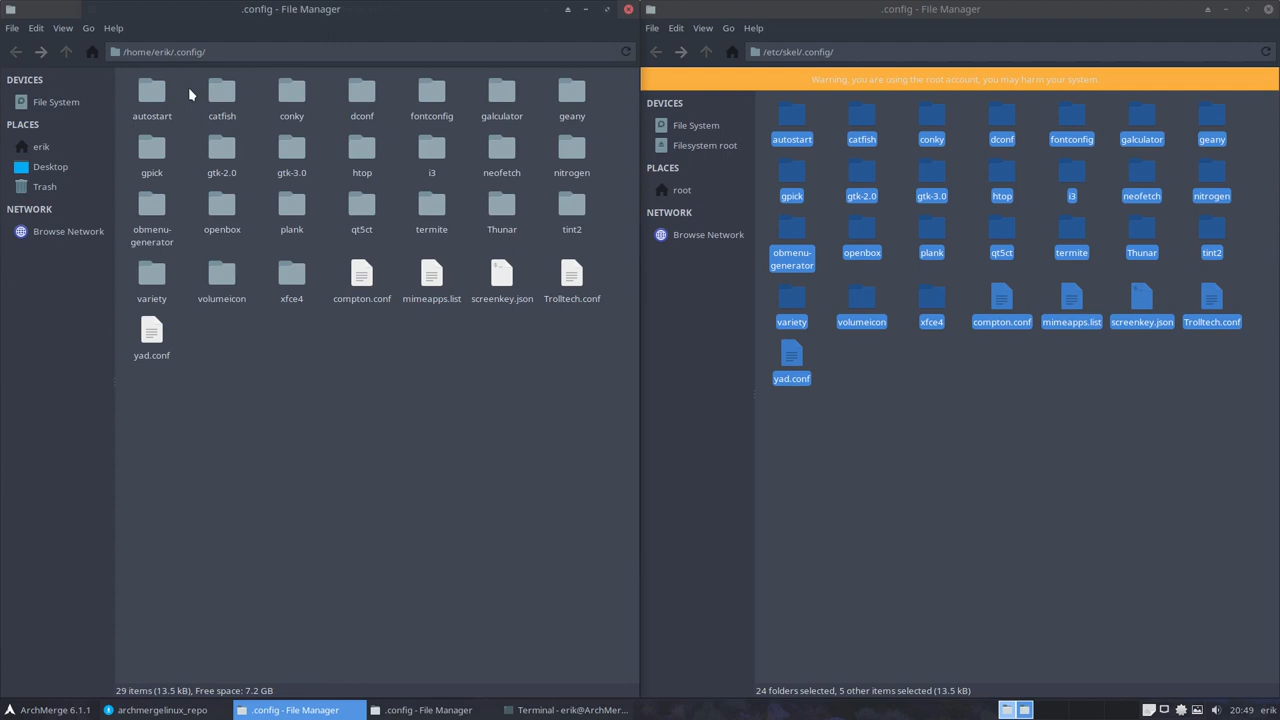 .config - File Manager
File Edit View Go Help
/home/erik/.config/
DEVICES
File System
PLACES
erik
Desktop
Trash
NETWORK
Browse Network
autostart catfish conky dconf fontconfig galculator geany
gpick gtk-2.0 gtk-3.0 htop i3 neofetch nitrogen
obmenu-generator openbox plank qt5ct termite Thunar tint2
variety volumeicon xfce4 compton.conf mimeapps.list screenkey.json Trolltech.conf
yad.conf
29 items (13.5 kB), Free space: 7.2 GB
.config - File Manager
File Edit View Go Help
/etc/skel/.config/
Warning, you are using the root account, you may harm your system.
DEVICES
File System
Filesystem root
PLACES
root
NETWORK
Browse Network
autostart catfish conky dconf fontconfig galculator geany
gpick gtk-2.0 gtk-3.0 htop i3 neofetch nitrogen
obmenu-generator openbox plank qt5ct termite Thunar tint2
variety volumeicon xfce4 compton.conf mimeapps.list screenkey.json Trolltech.conf
yad.conf
24 folders selected, 5 other items selected (13.5 kB)
ArchMerge 6.1.1 archmergelinux_repo .config - File Manager .config - File Manager Terminal - erik@ArchMer... 20:49 erik